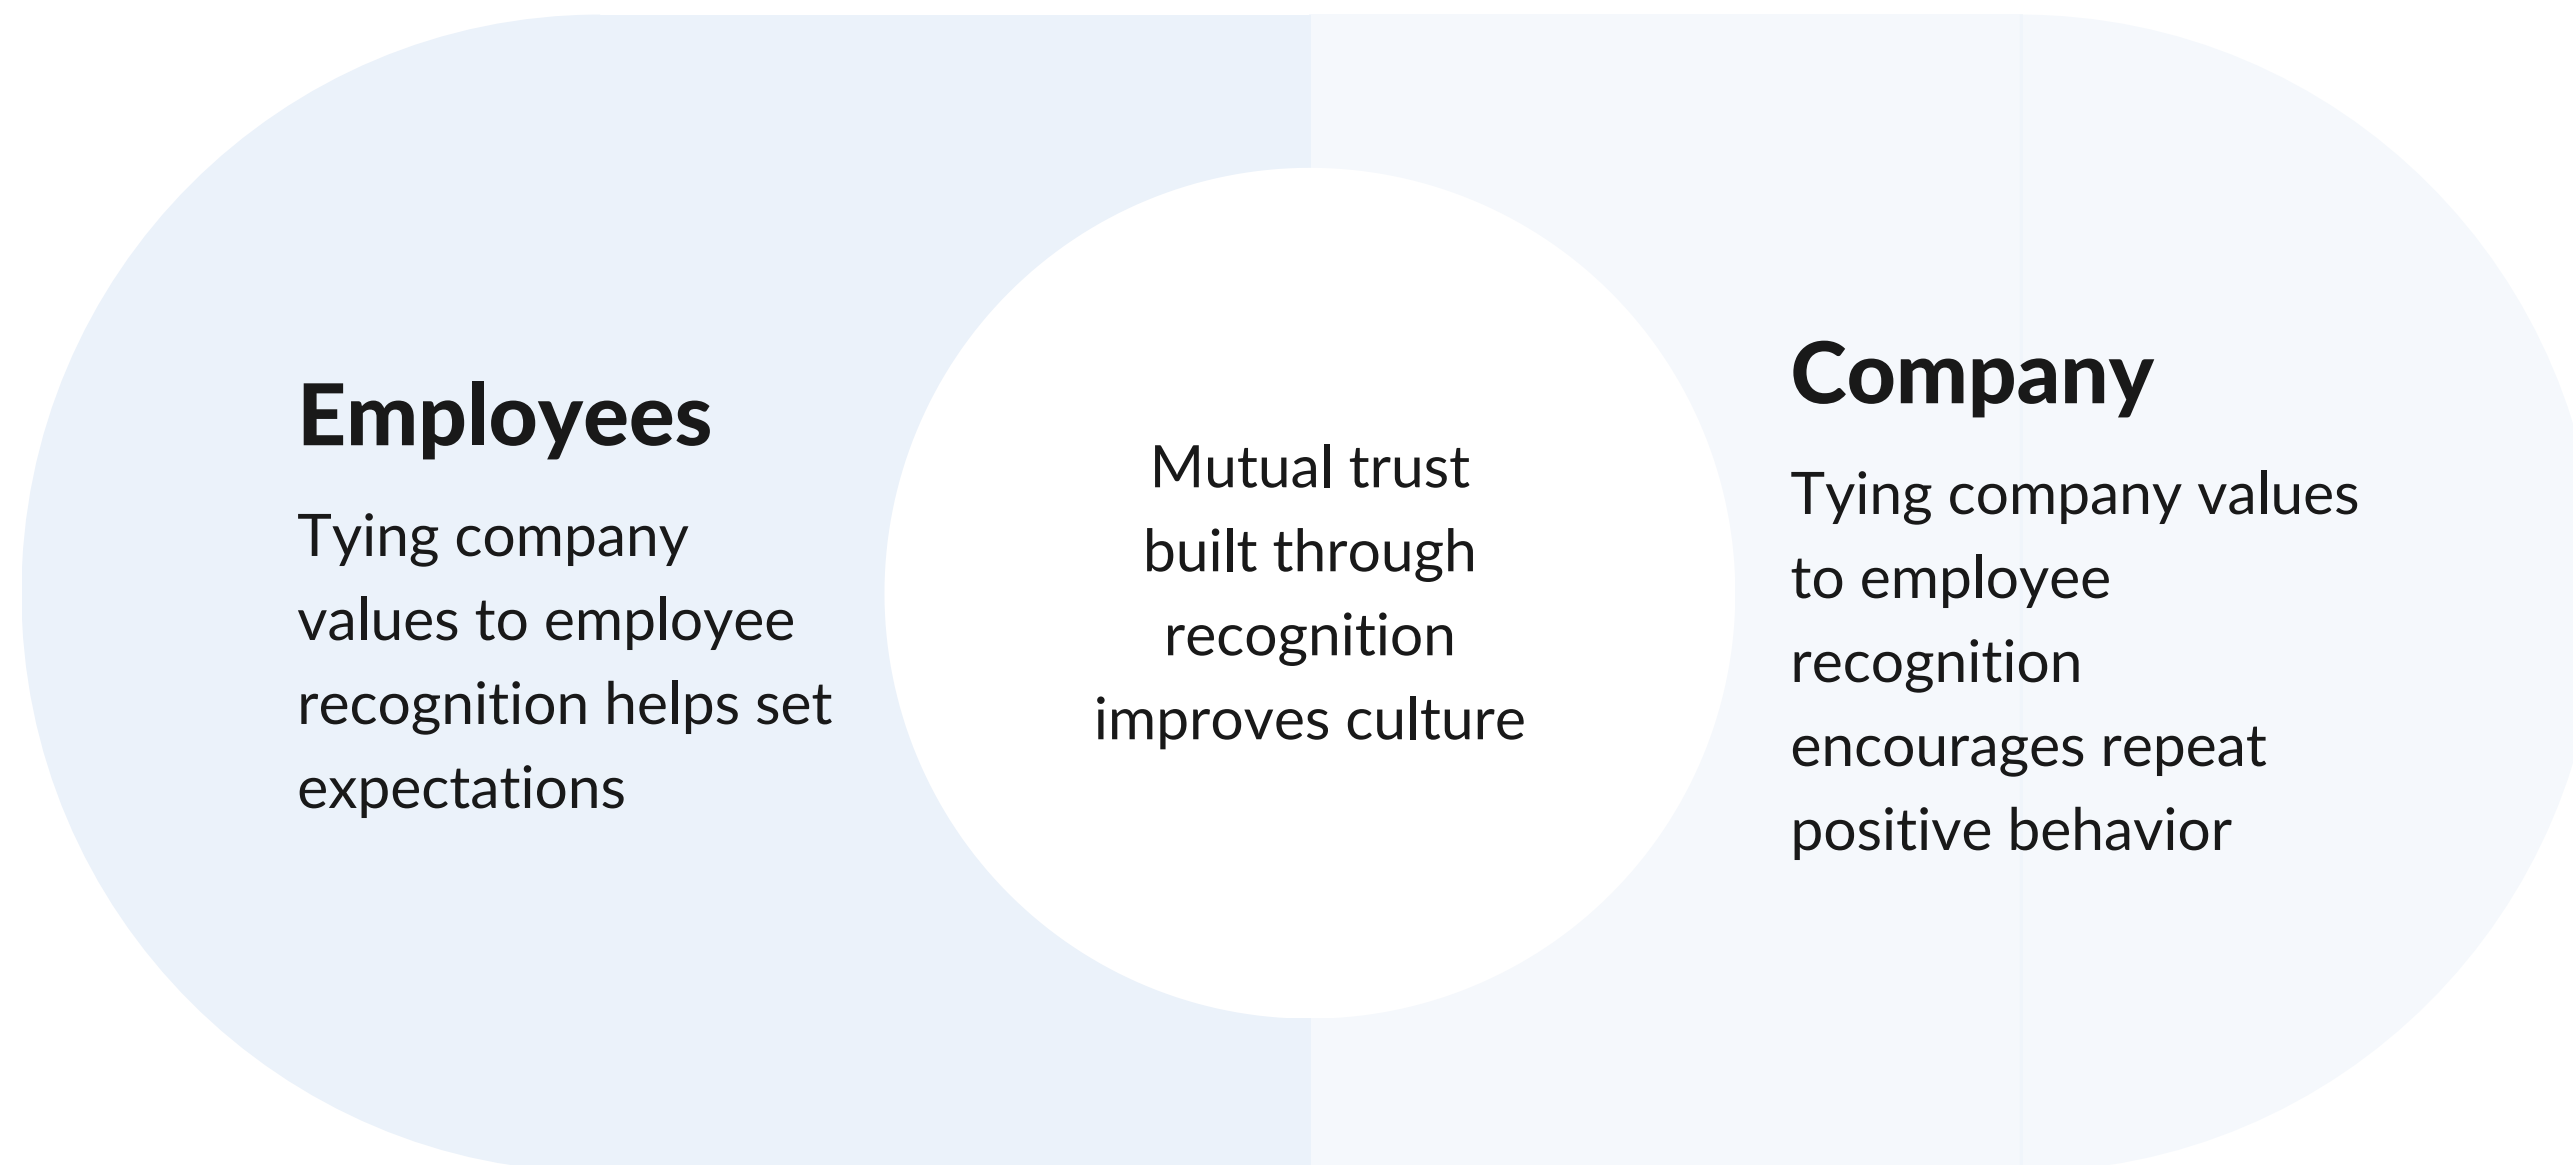 Employees
Tying company
values to employee
recognition helps set
expectations
Mutual trust
built through
recognition
improves culture
Company
Tying company values
to employee
recognition
encourages repeat
positive behavior